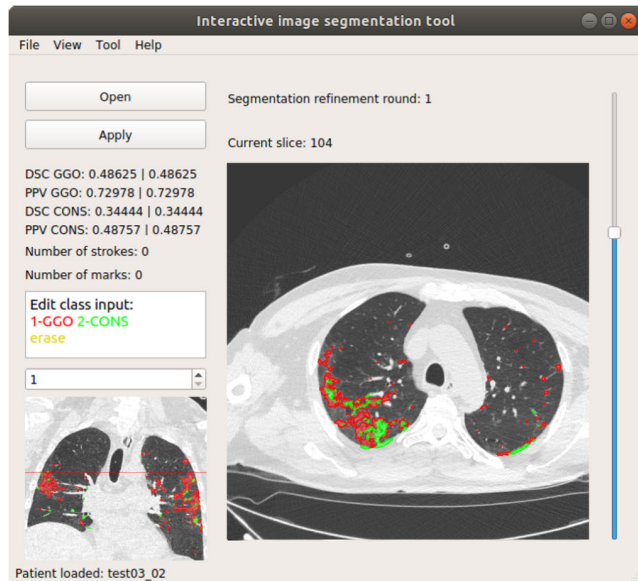 Interactive image segmentation tool
File View Tool Help
Open
Apply
DSC GGO: 0.48625 | 0.48625
PPV GGO: 0.72978 | 0.72978
DSC CONS: 0.34444 | 0.34444
PPV CONS: 0.48757 | 0.48757
Number of strokes: 0
Number of marks: 0
Edit class input:
1-GGO 2-CONS
erase
1
Patient loaded: test03_02
Segmentation refinement round: 1
Current slice: 104